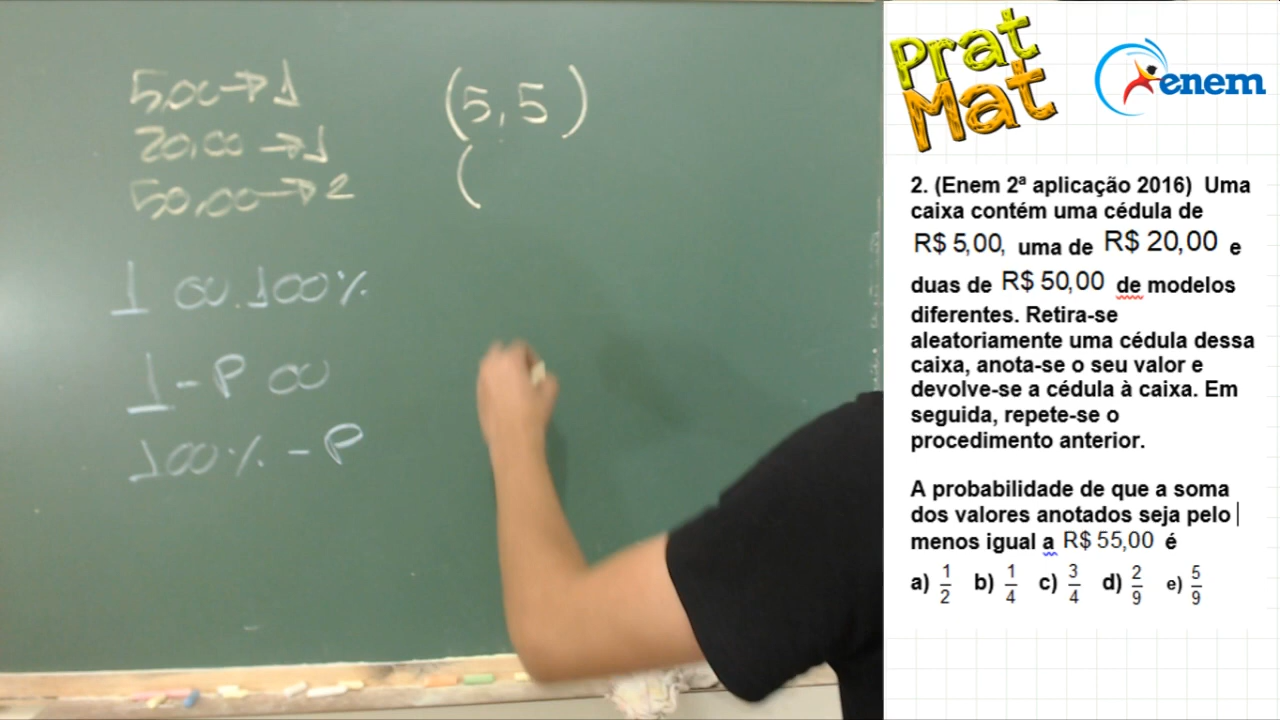 5,00 → 1
20,00 → 1
50,00 → 2
1 ou 100%
1 - P ou
100% - P
(5,5)
(
Prat
Mat
enem
2. (Enem 2ª aplicação 2016) Uma
caixa contém uma cédula de
R$ 5,00, uma de R$ 20,00 e
duas de R$ 50,00 de modelos
diferentes. Retira-se
aleatoriamente uma cédula dessa
caixa, anota-se o seu valor e
devolve-se a cédula à caixa. Em
seguida, repete-se o
procedimento anterior.
A probabilidade de que a soma
dos valores anotados seja pelo
menos igual a R$ 55,00 é
a) 1/2 b) 1/4 c) 3/4 d) 2/9 e) 5/9